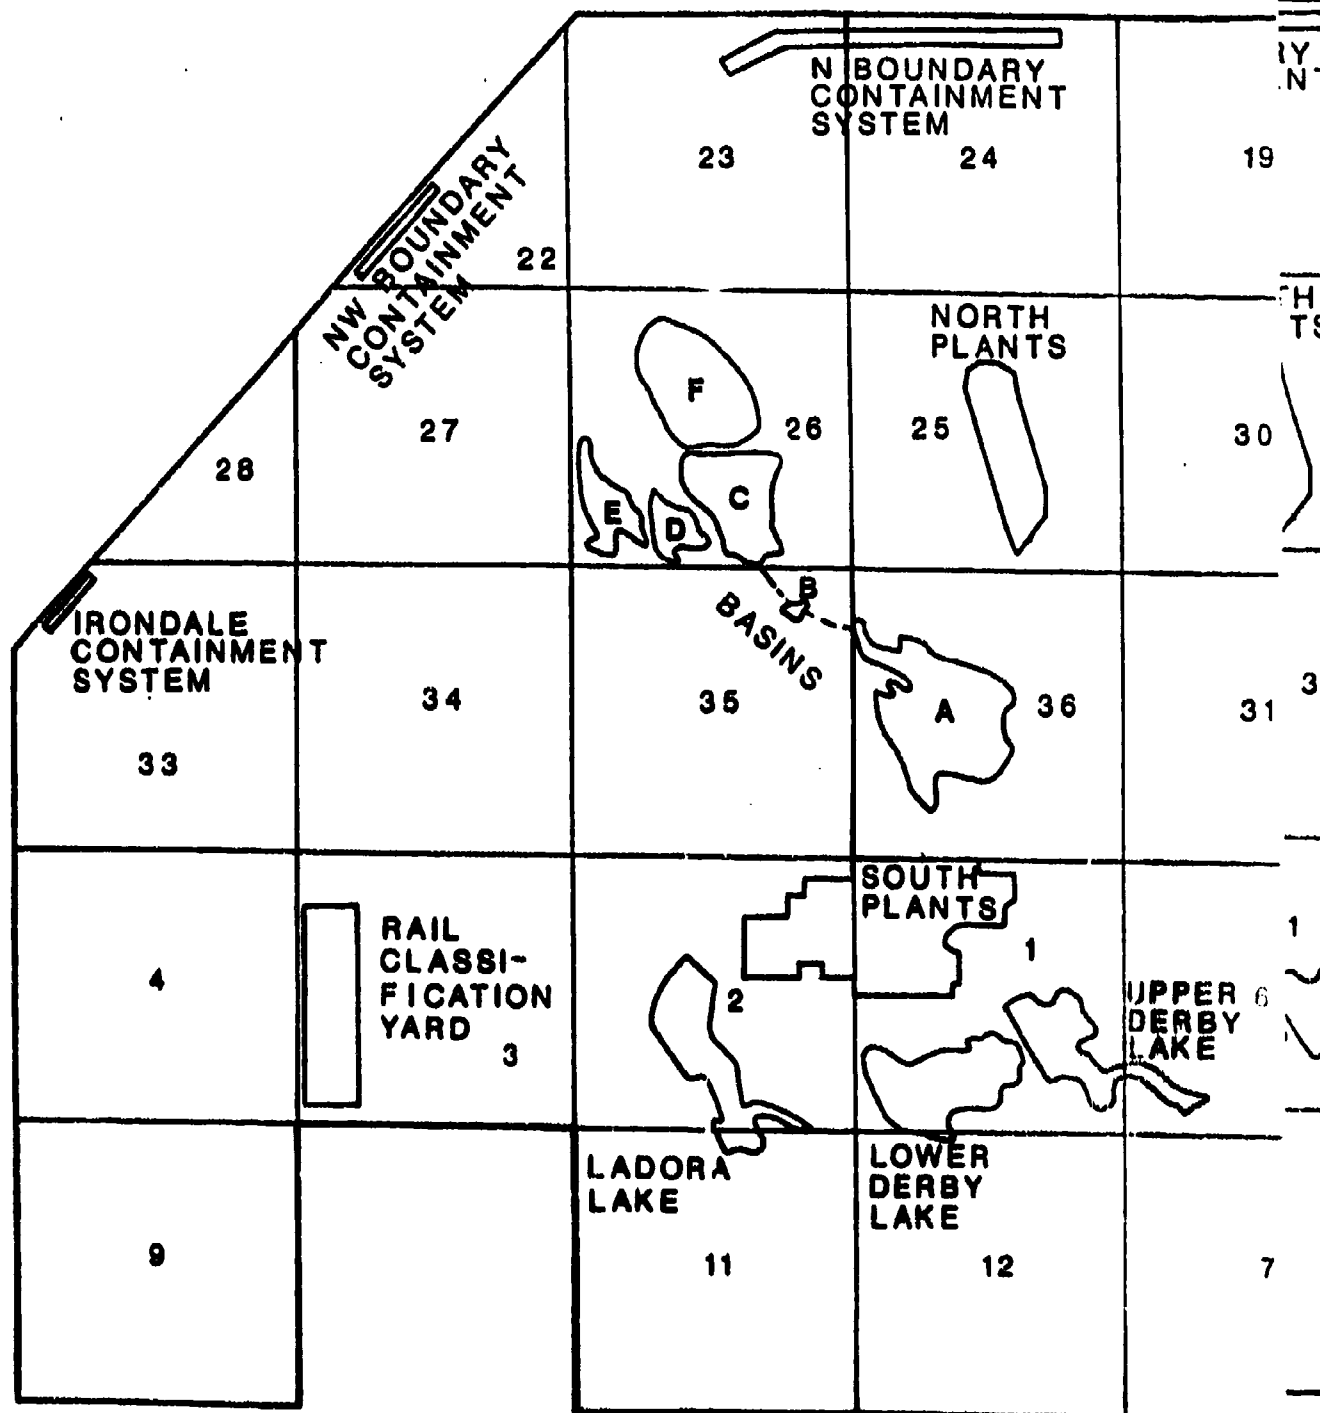 N BOUNDARY
CONTAINMENT
SYSTEM
23
24
19
NW BOUNDARY
CONTAINMENT
SYSTEM
22
NORTH
PLANTS
F
26
25
30
27
28
C
E
D
B
BASINS
IRONDALE
CONTAINMENT
SYSTEM
34
35
A
36
31
33
SOUTH
PLANTS
RAIL
CLASSI-
FICATION
YARD
4
3
2
1
UPPER
DERBY
LAKE
6
LADORA
LAKE
LOWER
DERBY
LAKE
9
11
12
7